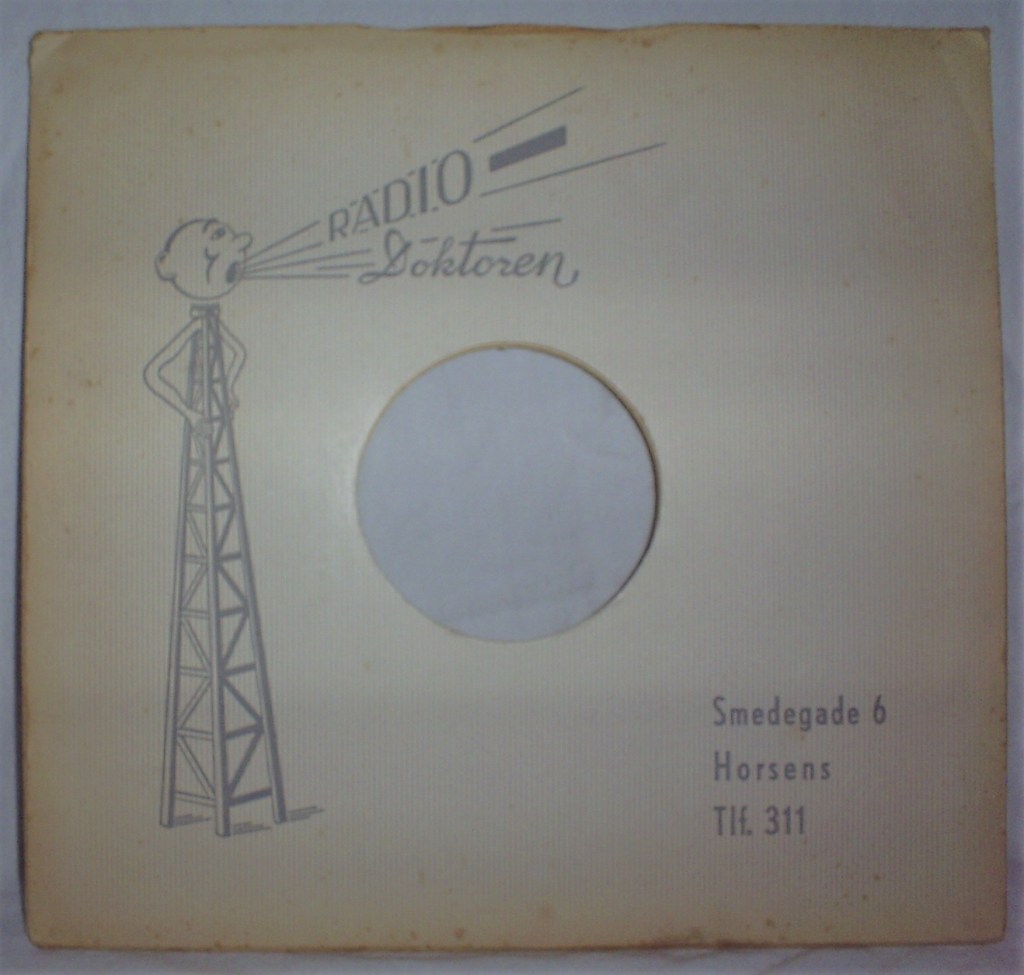 RADIO-
Doktoren
Smedegade 6
Horsens
Tlf. 311